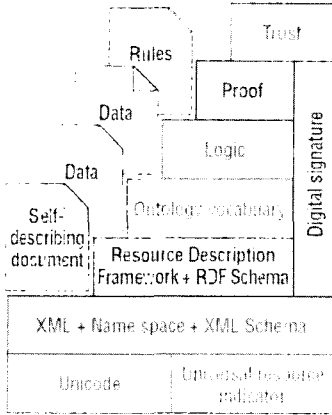 Trust
Rules
Proof
Data
Logic
Data
Digital signature
Ontology vocabulary
Self-
describing
document
Resource Description
Framework + RDF Schema
XML + Name space + XML Schema
Unicode
Universal resource
indicator